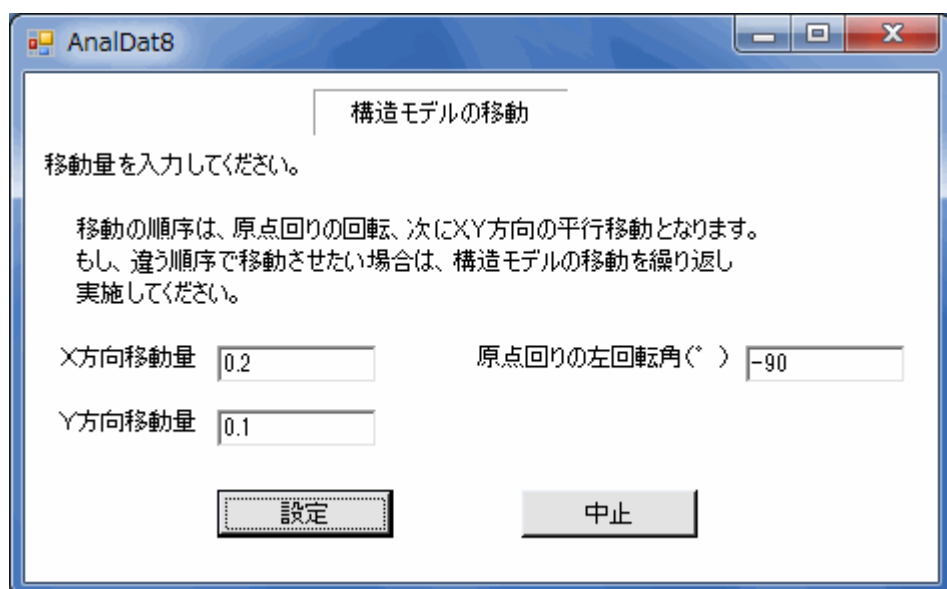 AnalDat8
構造モデルの移動
移動量を入力してください。
移動の順序は、原点回りの回転、次にXY方向の平行移動となります。
もし、違う順序で移動させたい場合は、構造モデルの移動を繰り返し
実施してください。
X方向移動量 0.2 原点回りの左回転角(゜) -90
Y方向移動量 0.1
設定 中止